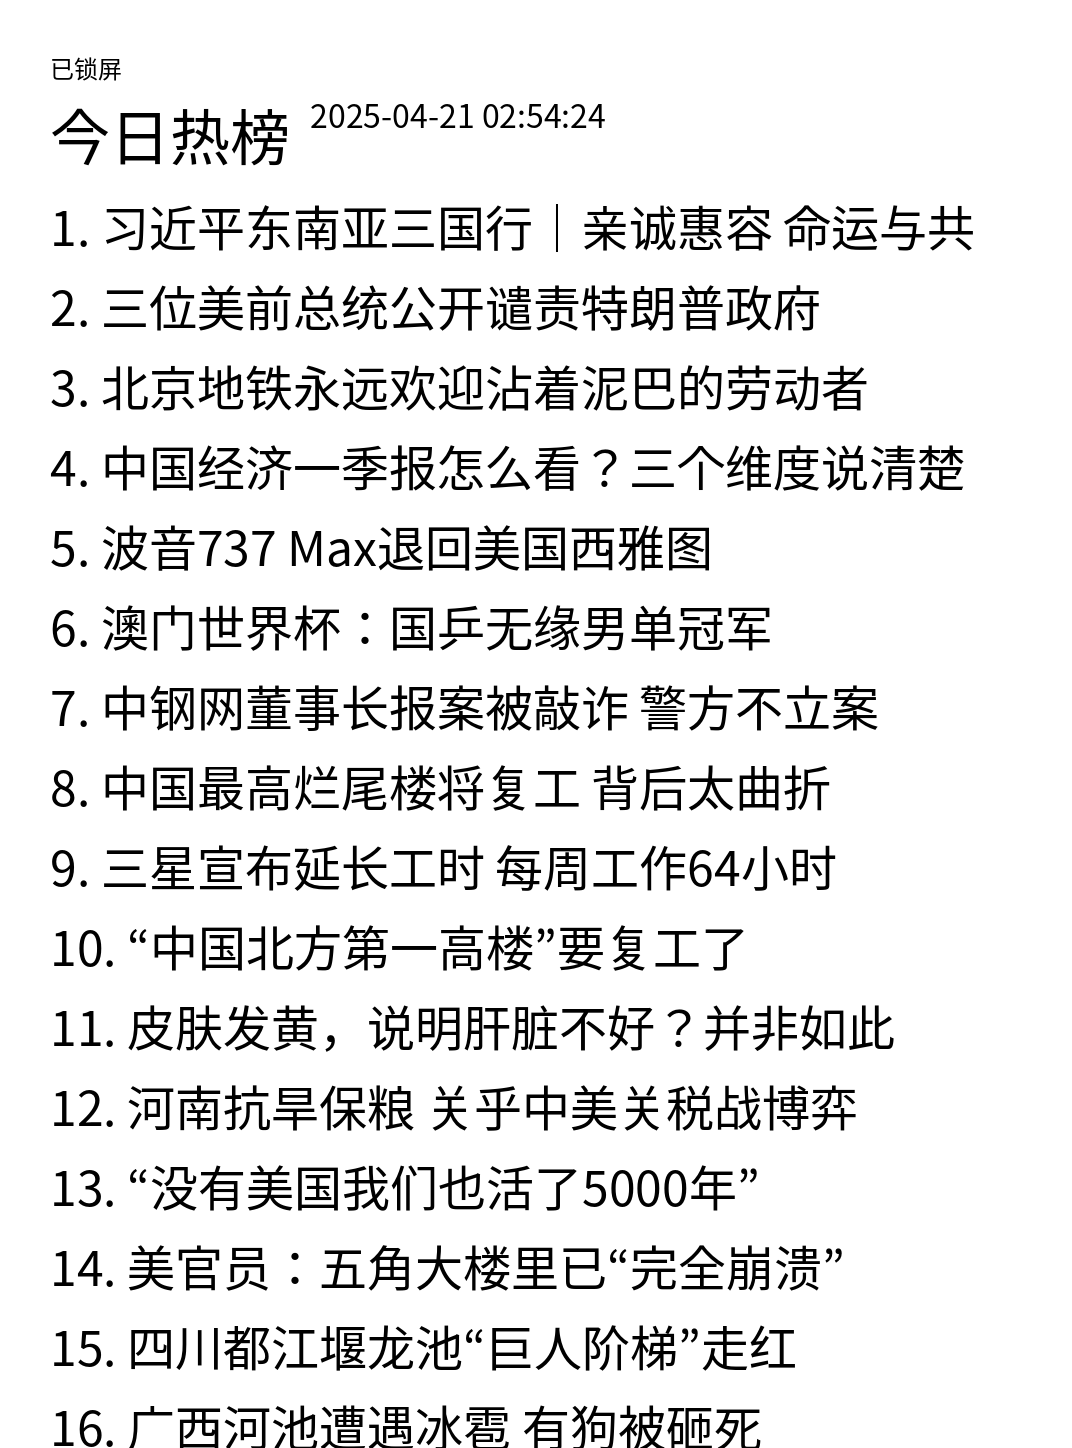 已锁屏
今日热榜 2025-04-21 02:54:24
1. 习近平东南亚三国行｜亲诚惠容 命运与共
2. 三位美前总统公开谴责特朗普政府
3. 北京地铁永远欢迎沾着泥巴的劳动者
4. 中国经济一季报怎么看？三个维度说清楚
5. 波音737 Max退回美国西雅图
6. 澳门世界杯：国乒无缘男单冠军
7. 中钢网董事长报案被敲诈 警方不立案
8. 中国最高烂尾楼将复工 背后太曲折
9. 三星宣布延长工时 每周工作64小时
10. “中国北方第一高楼”要复工了
11. 皮肤发黄，说明肝脏不好？并非如此
12. 河南抗旱保粮 关乎中美关税战博弈
13. “没有美国我们也活了5000年”
14. 美官员：五角大楼里已“完全崩溃”
15. 四川都江堰龙池“巨人阶梯”走红
16. 广西河池遭遇冰雹 有狗被砸死